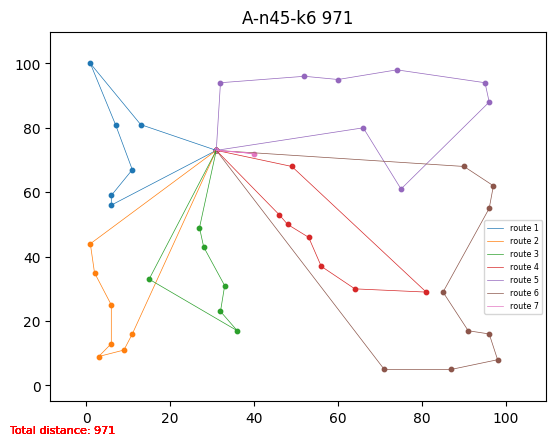 A-n45-k6 971
100
80
60
40
20
0
route 1
route 2
route 3
route 4
route 5
route 6
route 7
0 20 40 60 80 100
Total distance: 971